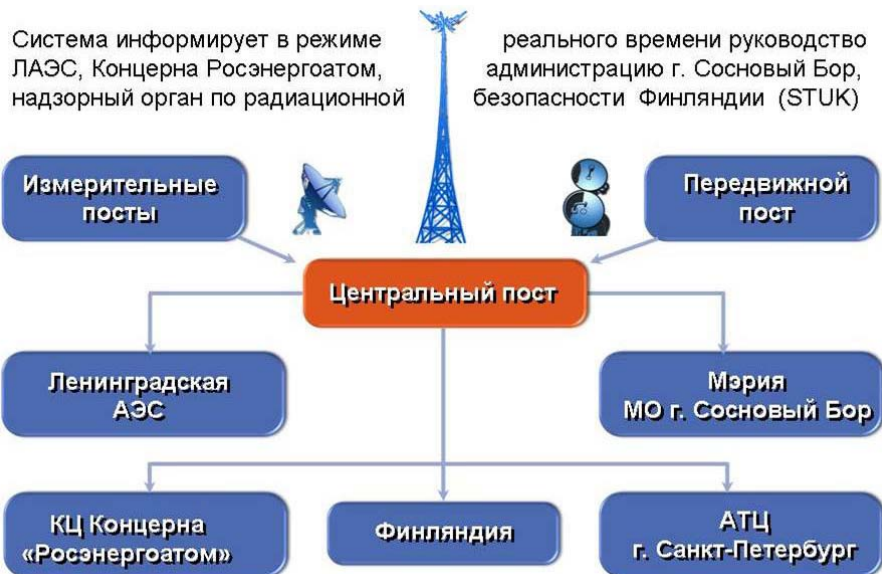 Система информирует в режиме реального времени руководство
ЛАЭС, Концерна Росэнергоатом, администрацию г. Сосновый Бор,
надзорный орган по радиационной безопасности Финляндии (STUK)
Измерительные
посты
Передвижной
пост
Центральный пост
Ленинградская
АЭС
Мэрия
МО г. Сосновый Бор
КЦ Концерна
«Росэнергоатом»
Финляндия
АТЦ
г. Санкт-Петербург